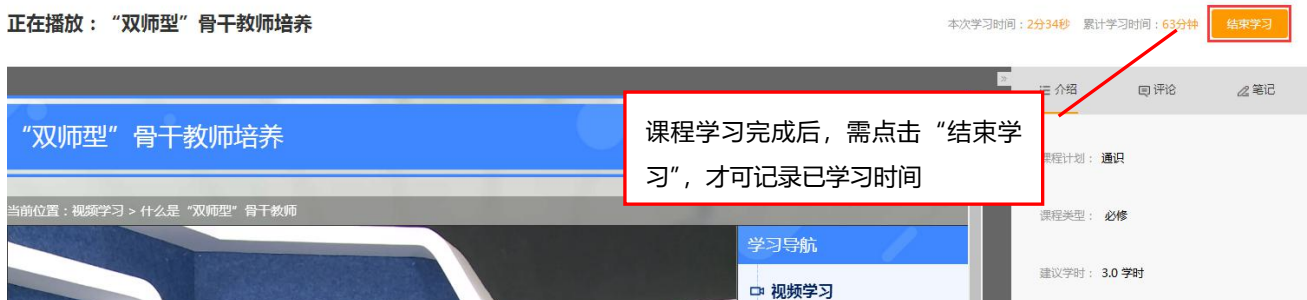 正在播放：“双师型”骨干教师培养
本次学习时间：2分34秒 累计学习时间：63分钟 结束学习
介绍 评论 笔记
“双师型”骨干教师培养
课程学习完成后，需点击“结束学
习”，才可记录已学习时间
课程计划： 通识
当前位置：视频学习 > 什么是“双师型”骨干教师
课程类型： 必修
学习导航
建议学时： 3.0 学时
视频学习